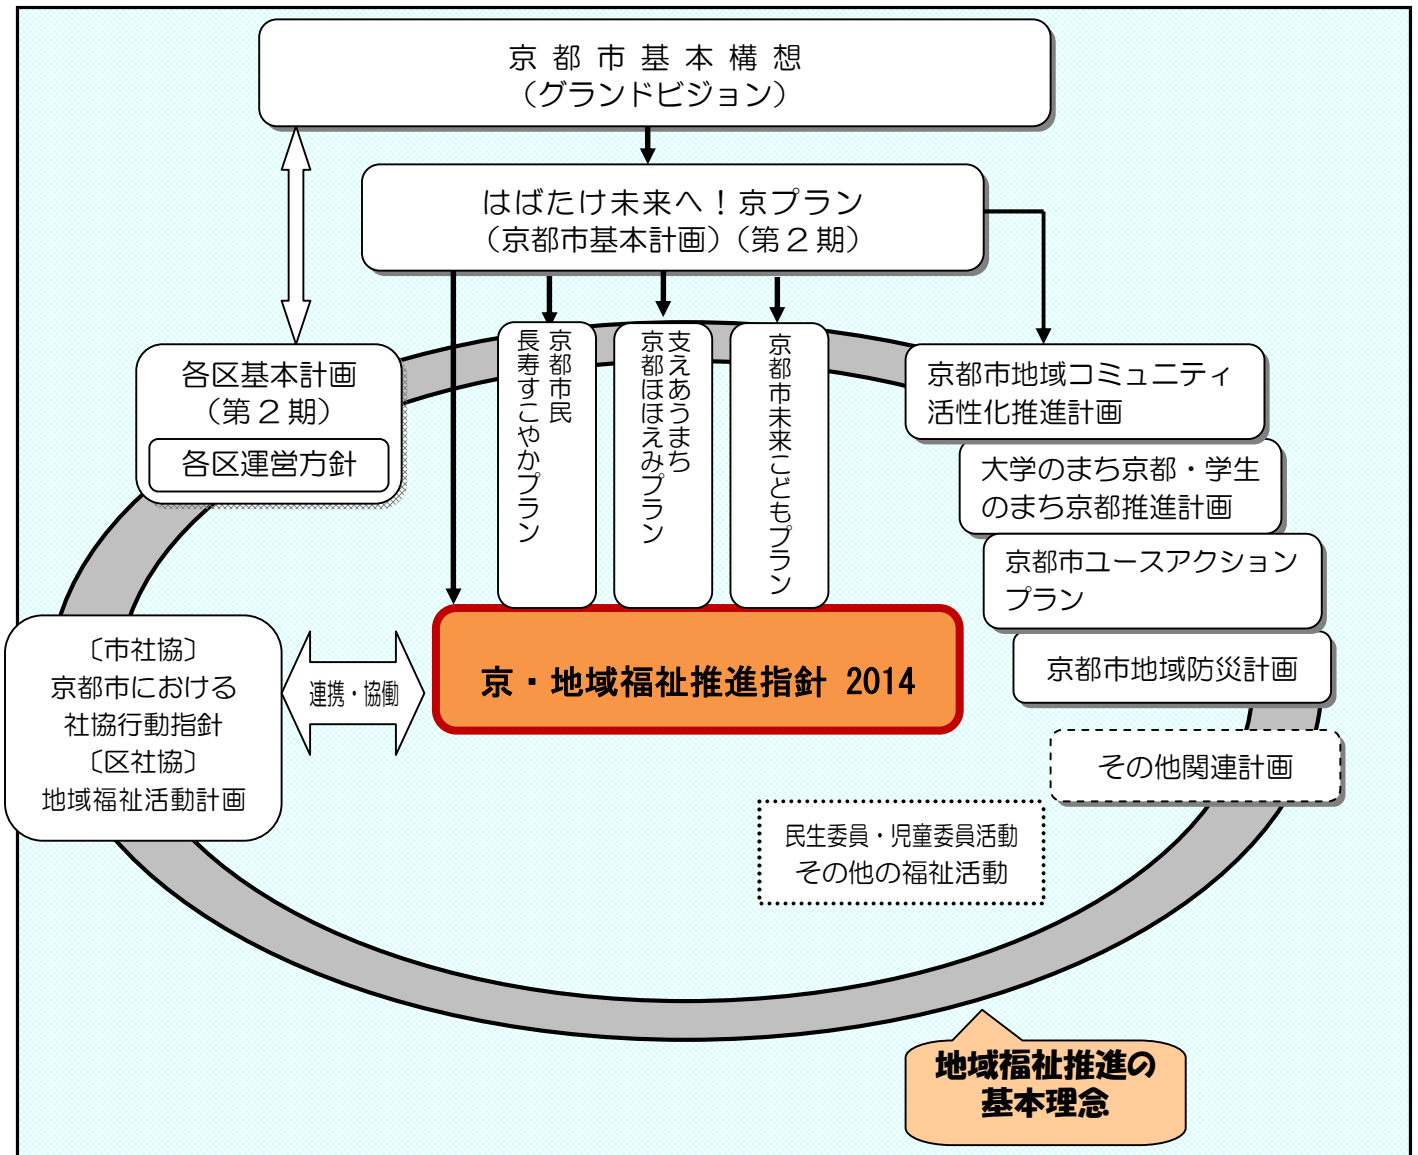 京都市基本構想
（グランドビジョン）
はばたけ未来へ！京プラン
（京都市基本計画）（第２期）
各区基本計画
（第２期）
各区運営方針
京都市民
長寿すこやかプラン
支えあうまち
京都ほほえみプラン
京都市未来こどもプラン
京都市地域コミュニティ
活性化推進計画
大学のまち京都・学生
のまち京都推進計画
京都市ユースアクション
プラン
京都市地域防災計画
その他関連計画
〔市社協〕
京都市における
社協行動指針
〔区社協〕
地域福祉活動計画
連携・協働
京・地域福祉推進指針 2014
民生委員・児童委員活動
その他の福祉活動
地域福祉推進の
基本理念